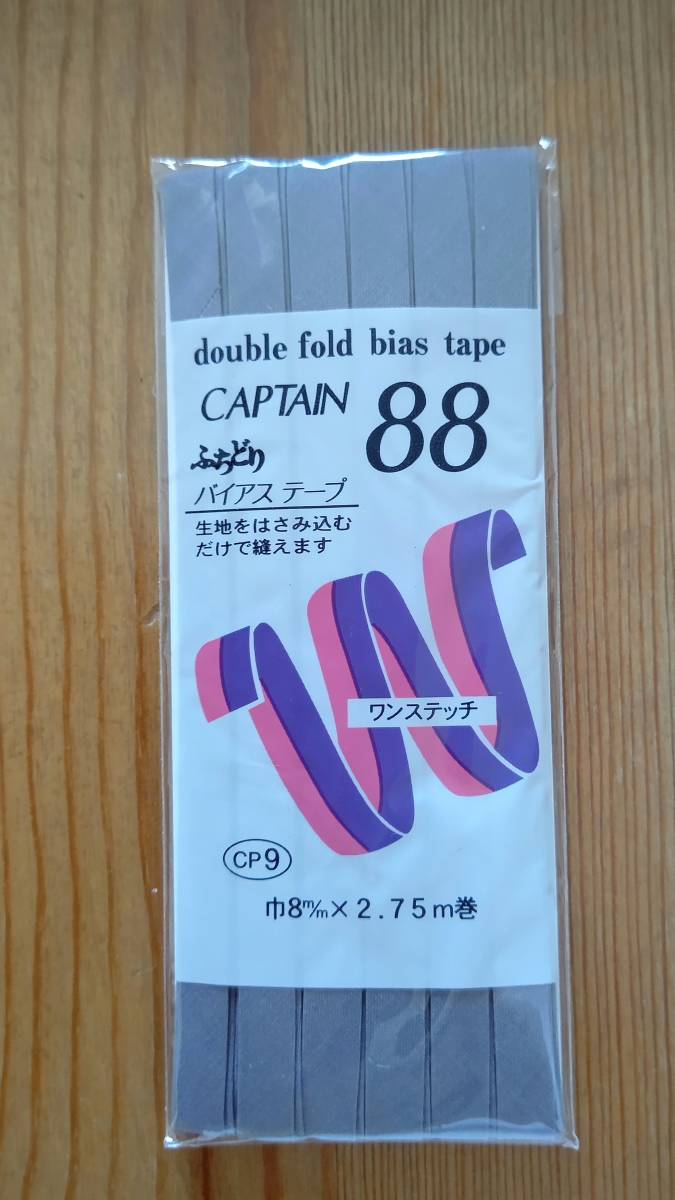 double fold bias tape
CAPTAIN 88
ふちどり
バイアス テープ
生地をはさみ込む
だけで縫えます
ワンステッチ
CP9
巾8m/m×2.75m巻